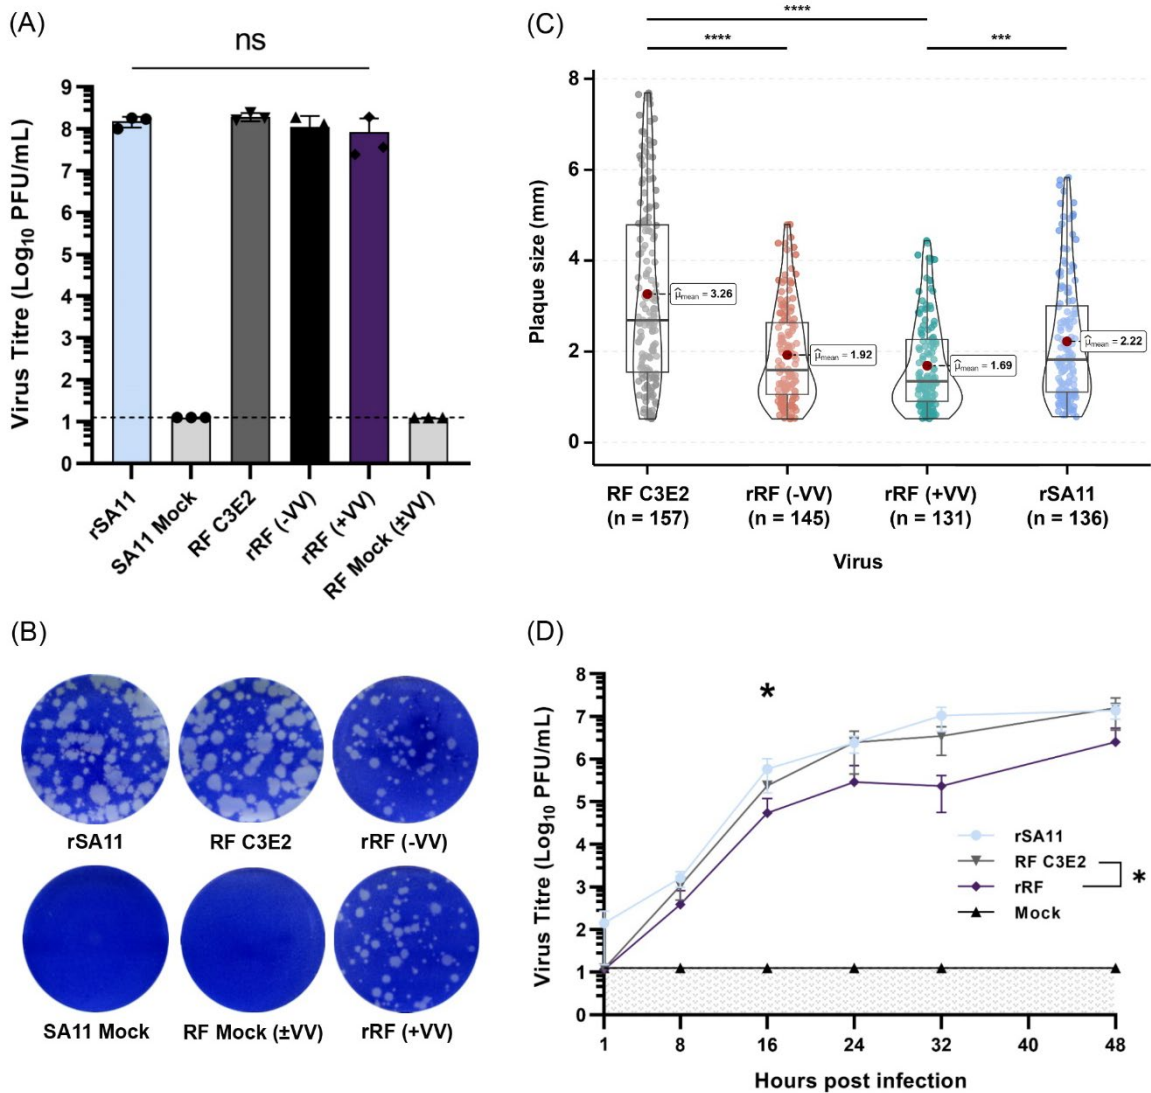 (A)
ns
Virus Titre (Log₁₀ PFU/mL)
9
8
7
6
5
4
3
2
1
0
rSA11
SA11 Mock
RF C3E2
rRF (-VV)
rRF (+VV)
RF Mock (±VV)
(C)
****
**** ***
Plaque size (mm)
8
6
4
2
0
μ̂mean = 3.26
μ̂mean = 1.92
μ̂mean = 1.69
μ̂mean = 2.22
RF C3E2 rRF (-VV) rRF (+VV) rSA11
(n = 157) (n = 145) (n = 131) (n = 136)
Virus
(B)
rSA11 RF C3E2 rRF (-VV)
SA11 Mock RF Mock (±VV) rRF (+VV)
(D)
Virus Titre (Log₁₀ PFU/mL)
8
7
6
5
4
3
2
1
0
*
rSA11
RF C3E2
rRF
Mock
*
1 8 16 24 32 40 48
Hours post infection